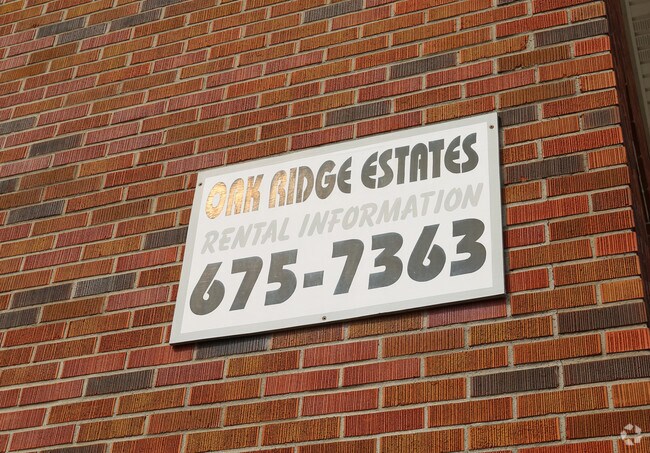 OAK RIDGE ESTATES
RENTAL INFORMATION
675-7363